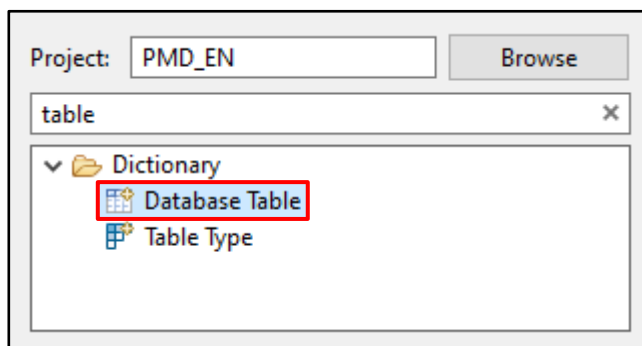 Project: PMD_EN Browse
table
Dictionary
Database Table
Table Type